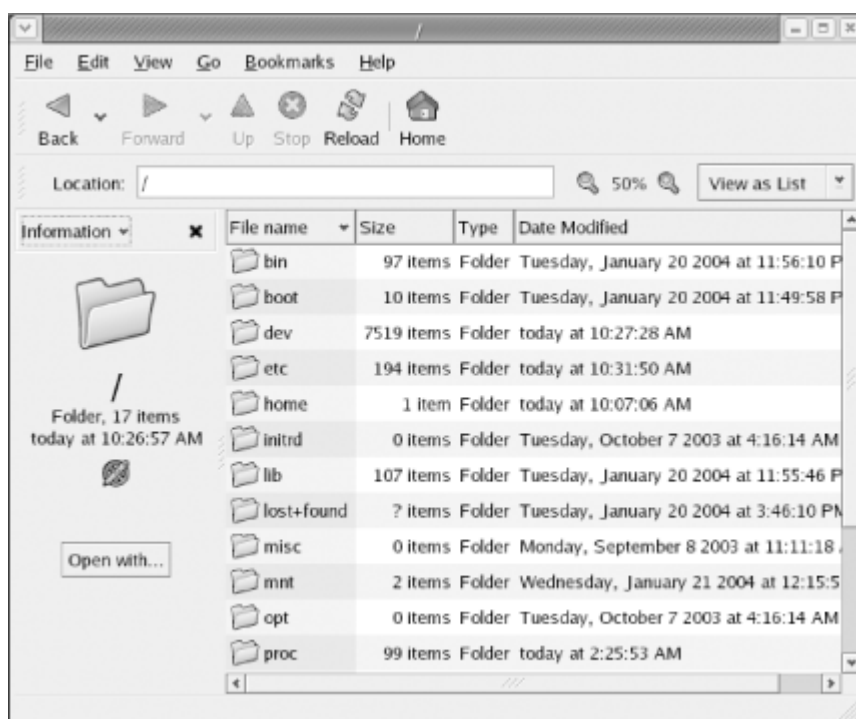 /
File Edit View Go Bookmarks Help
Back Forward Up Stop Reload Home
Location: / 50% View as List
Information
File name Size Type Date Modified
bin 97 items Folder Tuesday, January 20 2004 at 11:56:10 P
boot 10 items Folder Tuesday, January 20 2004 at 11:49:58 P
dev 7519 items Folder today at 10:27:28 AM
etc 194 items Folder today at 10:31:50 AM
home 1 item Folder today at 10:07:06 AM
initrd 0 items Folder Tuesday, October 7 2003 at 4:16:14 AM
lib 107 items Folder Tuesday, January 20 2004 at 11:55:46 P
lost+found ? items Folder Tuesday, January 20 2004 at 3:46:10 PM
misc 0 items Folder Monday, September 8 2003 at 11:11:18
mnt 2 items Folder Wednesday, January 21 2004 at 12:15:5
opt 0 items Folder Tuesday, October 7 2003 at 4:16:14 AM
proc 99 items Folder today at 2:25:53 AM
/
Folder, 17 items
today at 10:26:57 AM
Open with...